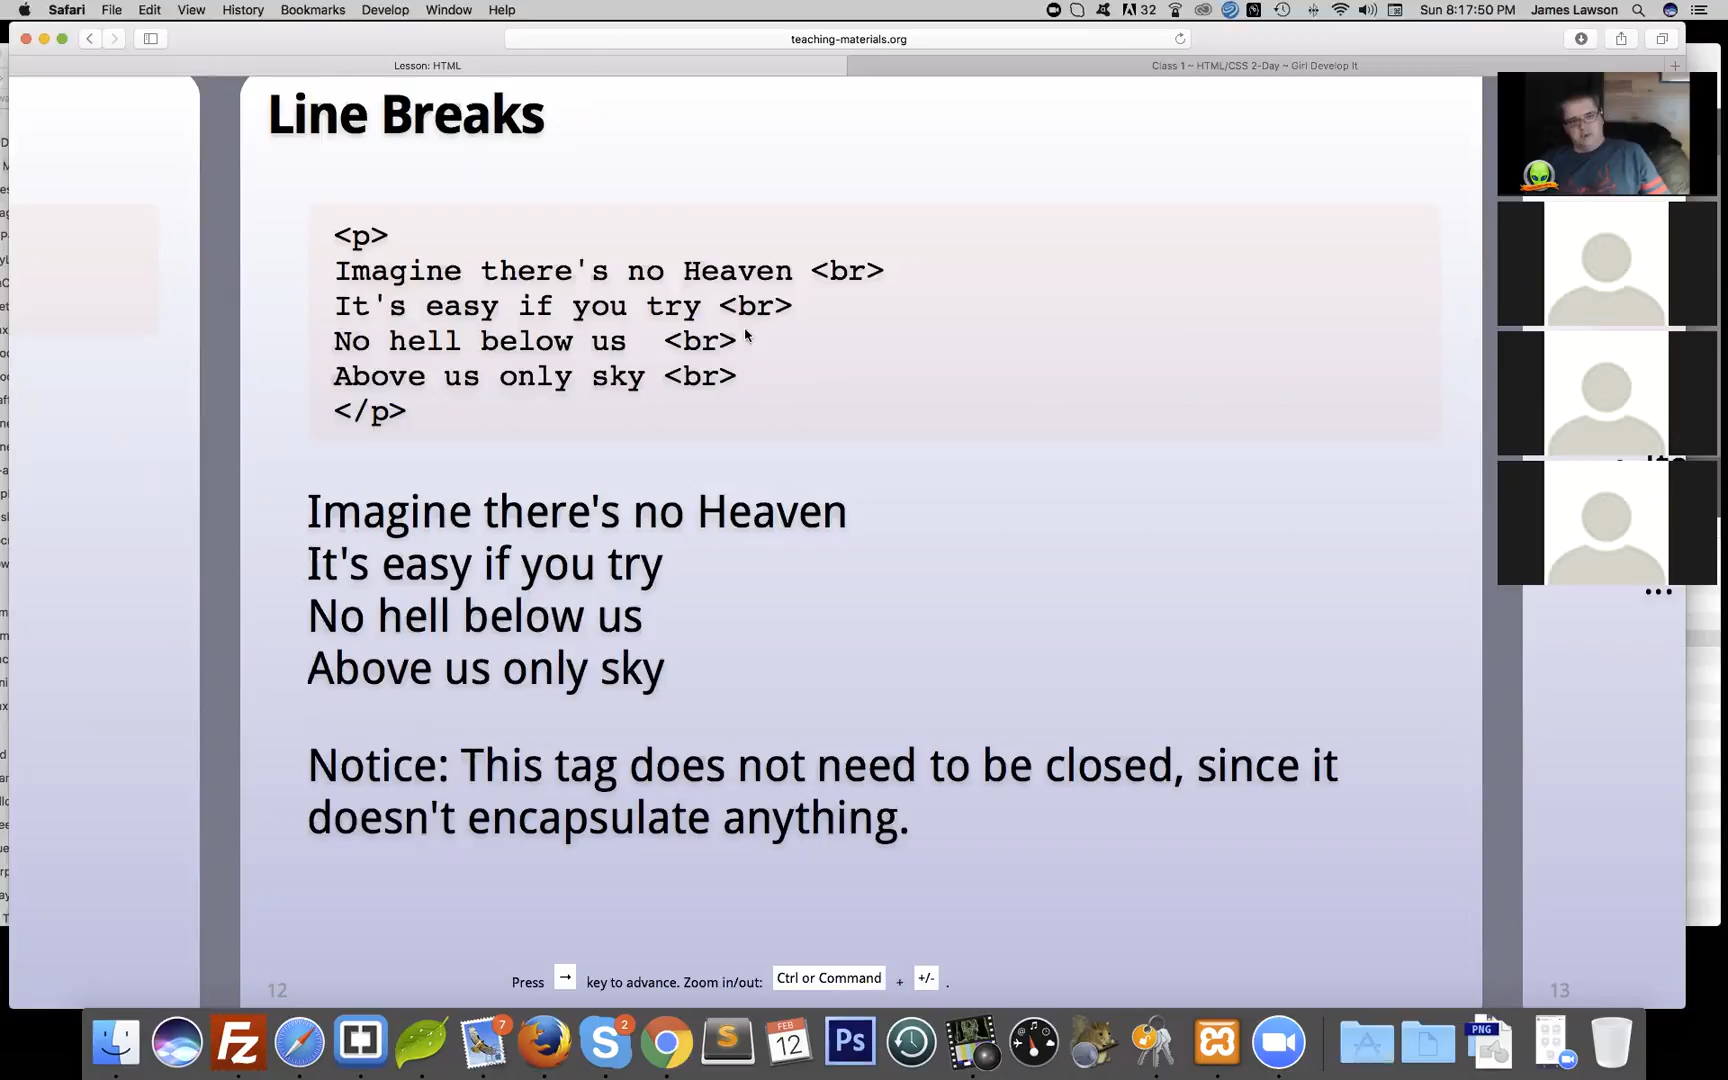 Safari File Edit View History Bookmarks Develop Window Help 32 Sun 8:17:50 PM James Lawson
teaching-materials.org
Lesson: HTML
Class 1 ~ HTML/CSS 2-Day ~ Girl Develop It
Line Breaks
<p>
Imagine there's no Heaven <br>
It's easy if you try <br>
No hell below us  <br>
Above us only sky <br>
</p>
Imagine there's no Heaven
It's easy if you try
No hell below us
Above us only sky
Notice: This tag does not need to be closed, since it
doesn't encapsulate anything.
Press → key to advance. Zoom in/out: Ctrl or Command + +/- .
12
13
...
7
2
FEB
12
Ps
PNG